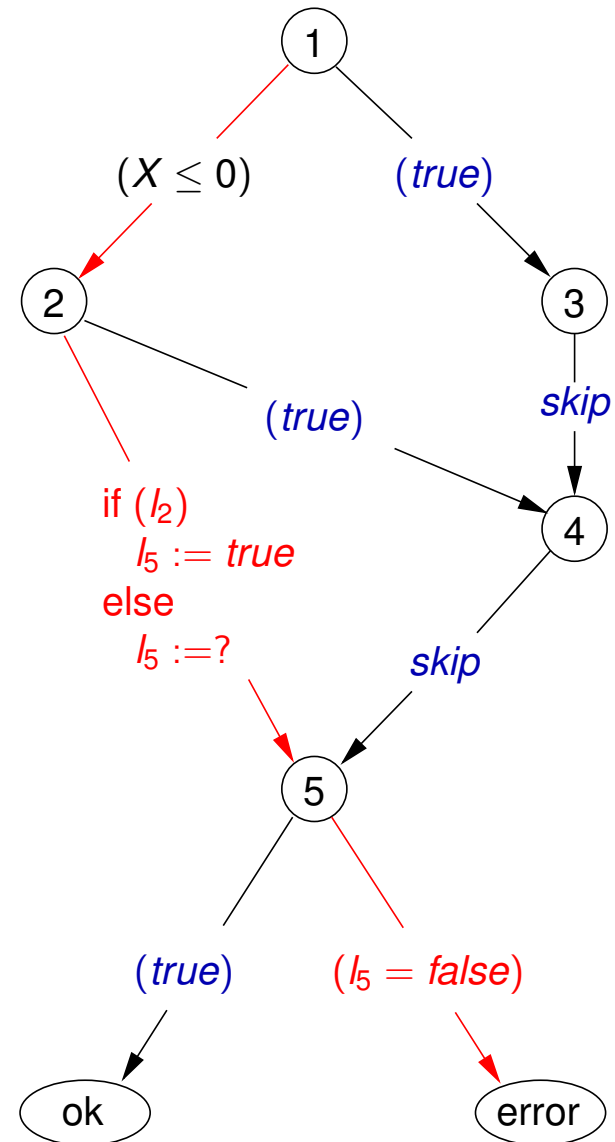 1
(X ≤ 0)
(true)
2
3
(true)
skip
if (l₂)
l₅ := true
else
l₅ :=?
4
skip
5
(true)
(l₅ = false)
ok
error